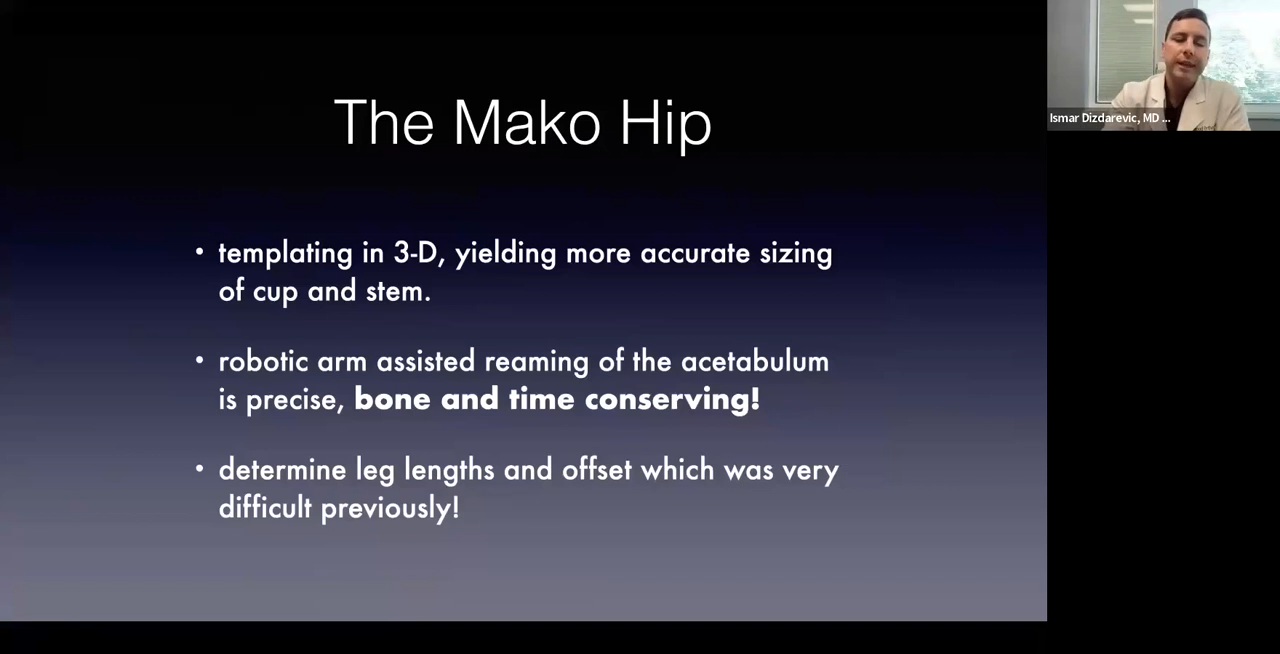 The Mako Hip
• templating in 3-D, yielding more accurate sizing
of cup and stem.
• robotic arm assisted reaming of the acetabulum
is precise, bone and time conserving!
• determine leg lengths and offset which was very
difficult previously!
Ismar Dizdarevic, MD ...